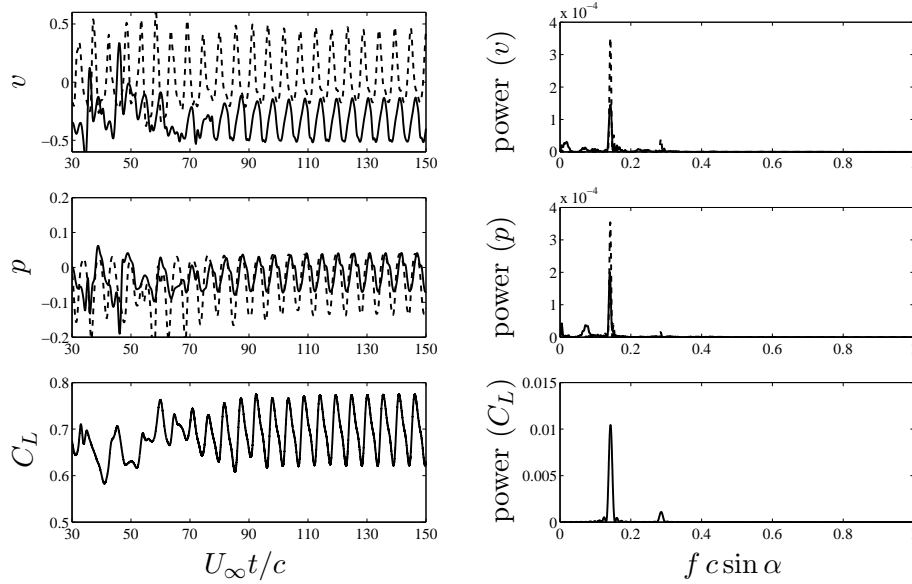 0.5
0
−0.5
v
30 50 70 90 110 130 150
x 10⁻⁴
4
3
2
1
0
power (v)
0 0.2 0.4 0.6 0.8
0.2
0.1
0
−0.1
−0.2
p
30 50 70 90 110 130 150
x 10⁻⁴
4
3
2
1
0
power (p)
0 0.2 0.4 0.6 0.8
0.8
0.7
0.6
0.5
C_L
30 50 70 90 110 130 150
U_∞t/c
0.015
0.01
0.005
0
power (C_L)
0 0.2 0.4 0.6 0.8
f c sin α